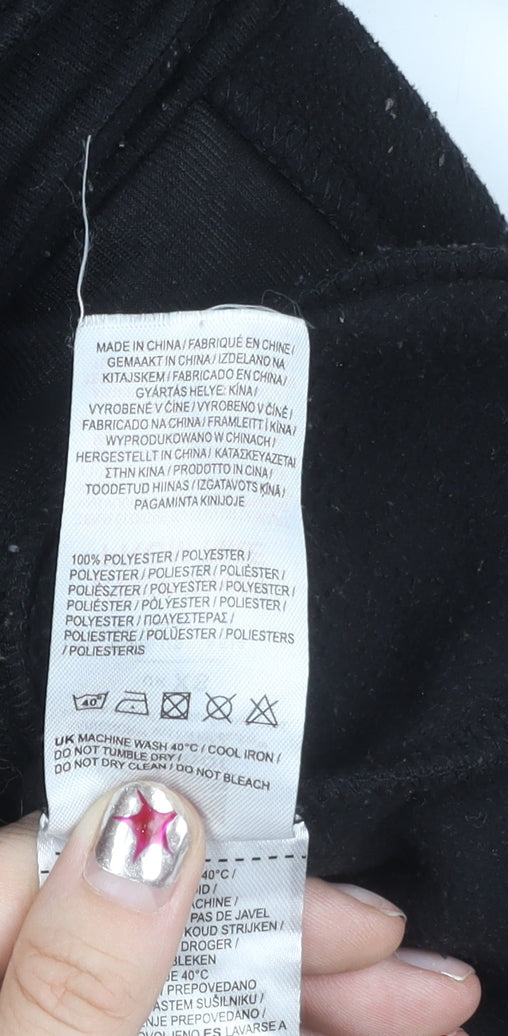 MADE IN CHINA / FABRIQUÉ EN CHINE /
GEMAAKT IN CHINA / IZDELANO NA
KITAJSKEM / FABRICADO EN CHINA /
GYÁRTÁS HELYE: KÍNA /
VYROBENÉ V ČÍNE / VYROBENO V ČÍNĚ /
FABRICADO NA CHINA / FRAMLEITT Í KÍNA /
WYPRODUKOWANO W CHINACH /
HERGESTELLT IN CHINA / ΚΑΤΑΣΚΕΥΑΖΕΤΑΙ
ΣΤΗΝ ΚΙΝΑ / PRODOTTO IN CINA /
TOODETUD HIINAS / IZGATAVOTS ĶĪNĀ /
PAGAMINTA KINIJOJE
100% POLYESTER / POLYESTER /
POLYESTER / POLIESTER / POLIÉSTER /
POLIÉSZTER / POLYESTER / POLYESTER /
POLIÉSTER / PÓLÝESTER / POLIESTER /
POLYESTER / ΠΟΛΥΕΣΤΕΡΑΣ /
POLIESTERE / POLÜESTER / POLIESTERS
/ POLIESTERIS
40°
UK MACHINE WASH 40°C / COOL IRON /
DO NOT TUMBLE DRY /
DO NOT DRY CLEAN / DO NOT BLEACH
40°C /
/
/
PAS DE JAVEL
KOUD STRIJKEN /
DROGER /
BLEKEN
40°C
PREPOVEDANO
SUŠILNIKU /
PREPOVEDANO /
ES LAVARSE A